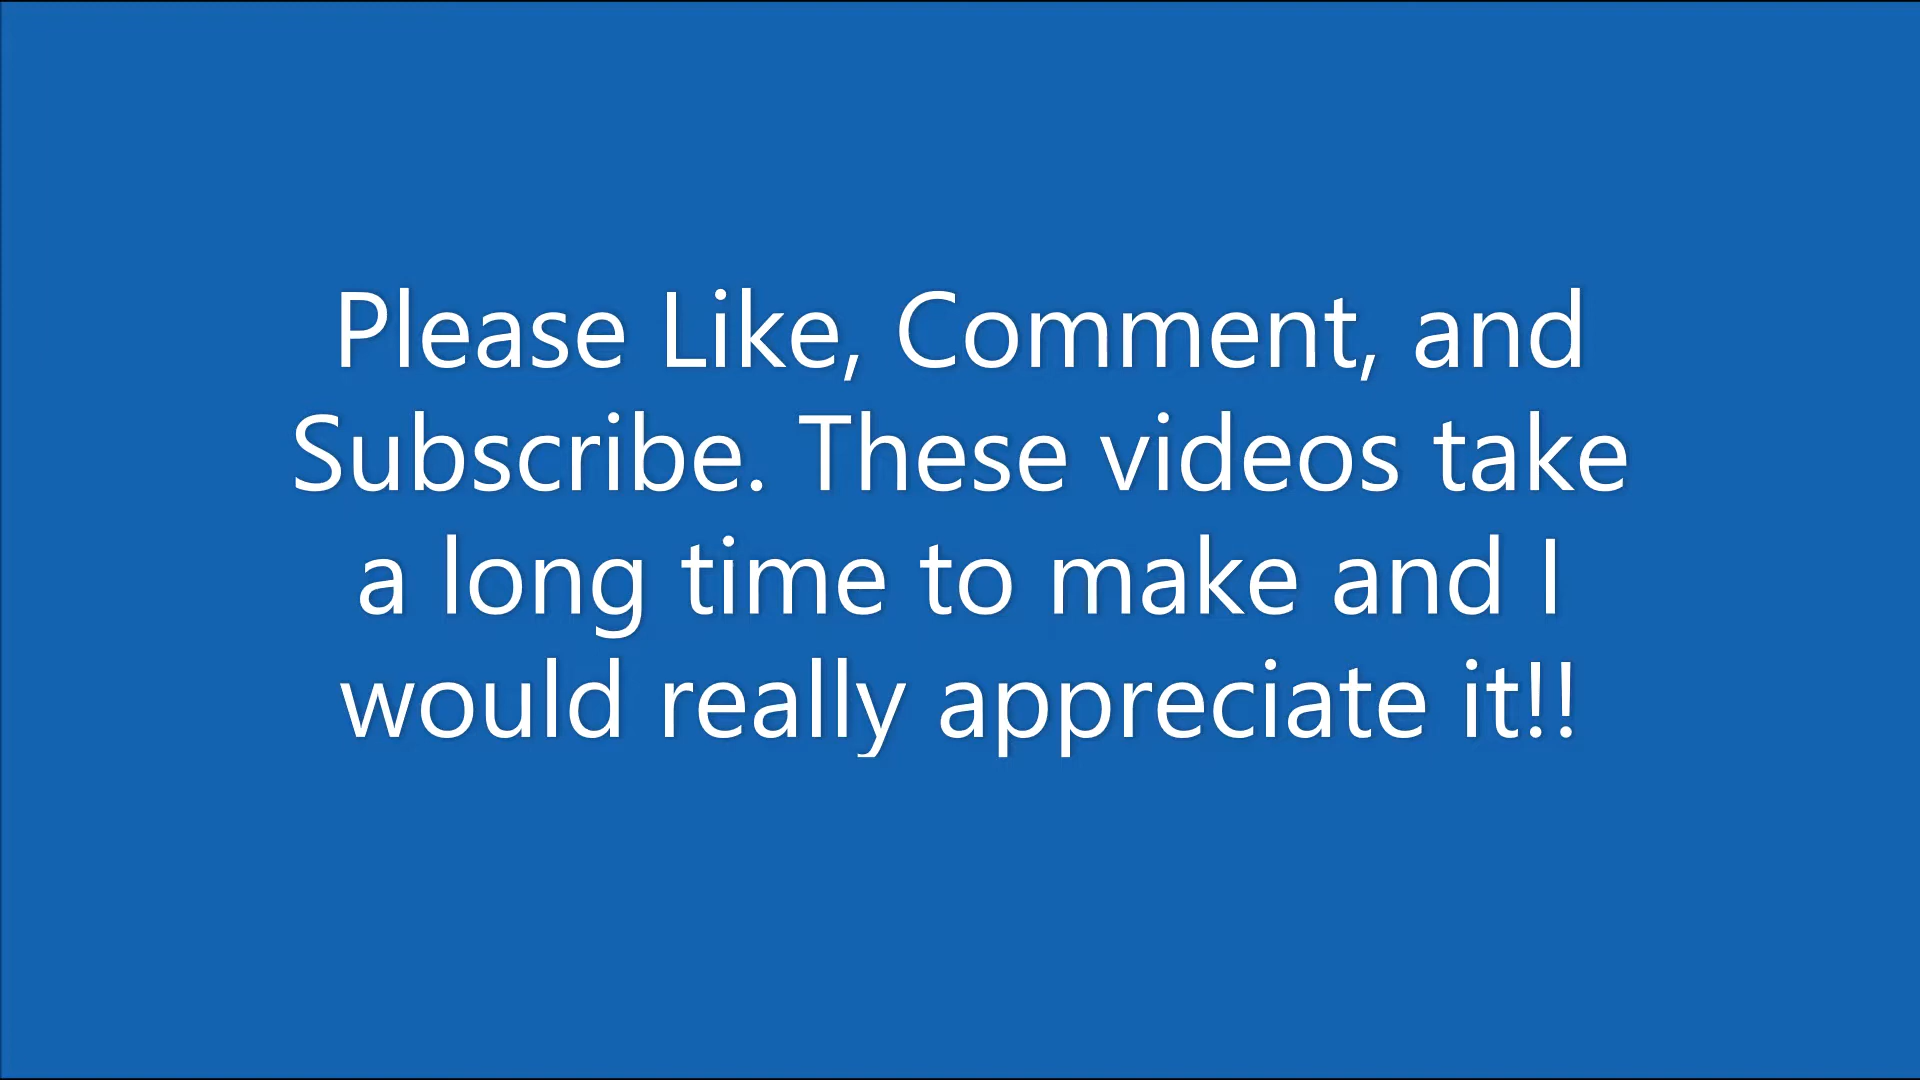 Please Like, Comment, and
Subscribe. These videos take
a long time to make and I
would really appreciate it!!